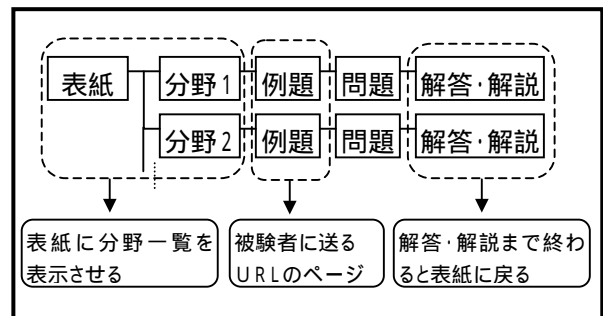 表紙 分野1 例題 問題 解答・解説
分野2 例題 問題 解答・解説
表紙に分野一覧を
表示させる
被験者に送る
URLのページ
解答・解説まで終わ
ると表紙に戻る